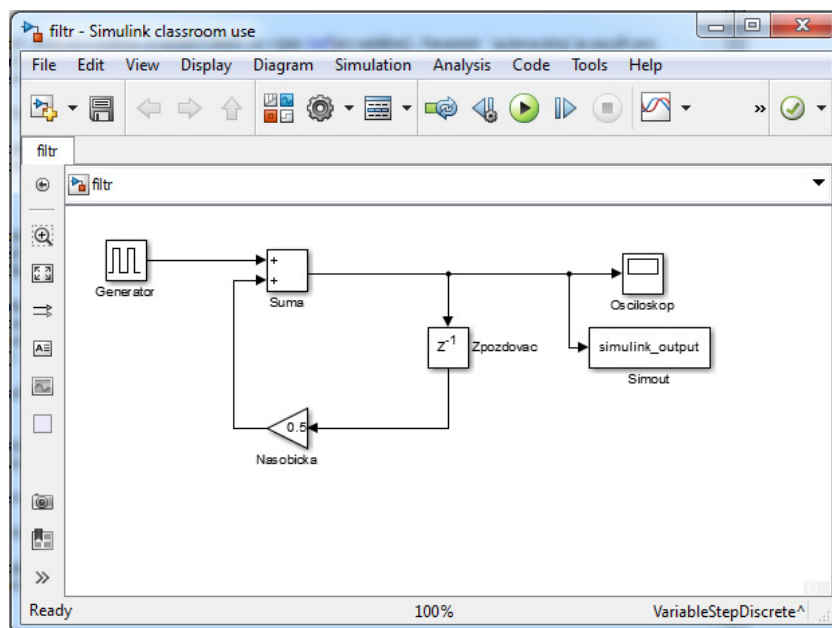 filtr - Simulink classroom use
File Edit View Display Diagram Simulation Analysis Code Tools Help
»
filtr
filtr
Generator
+
+
Suma
Osciloskop
Z-1
Zpozdovac
simulink_output
Simout
0.5
Nasobicka
A
»
Ready 100% VariableStepDiscrete^